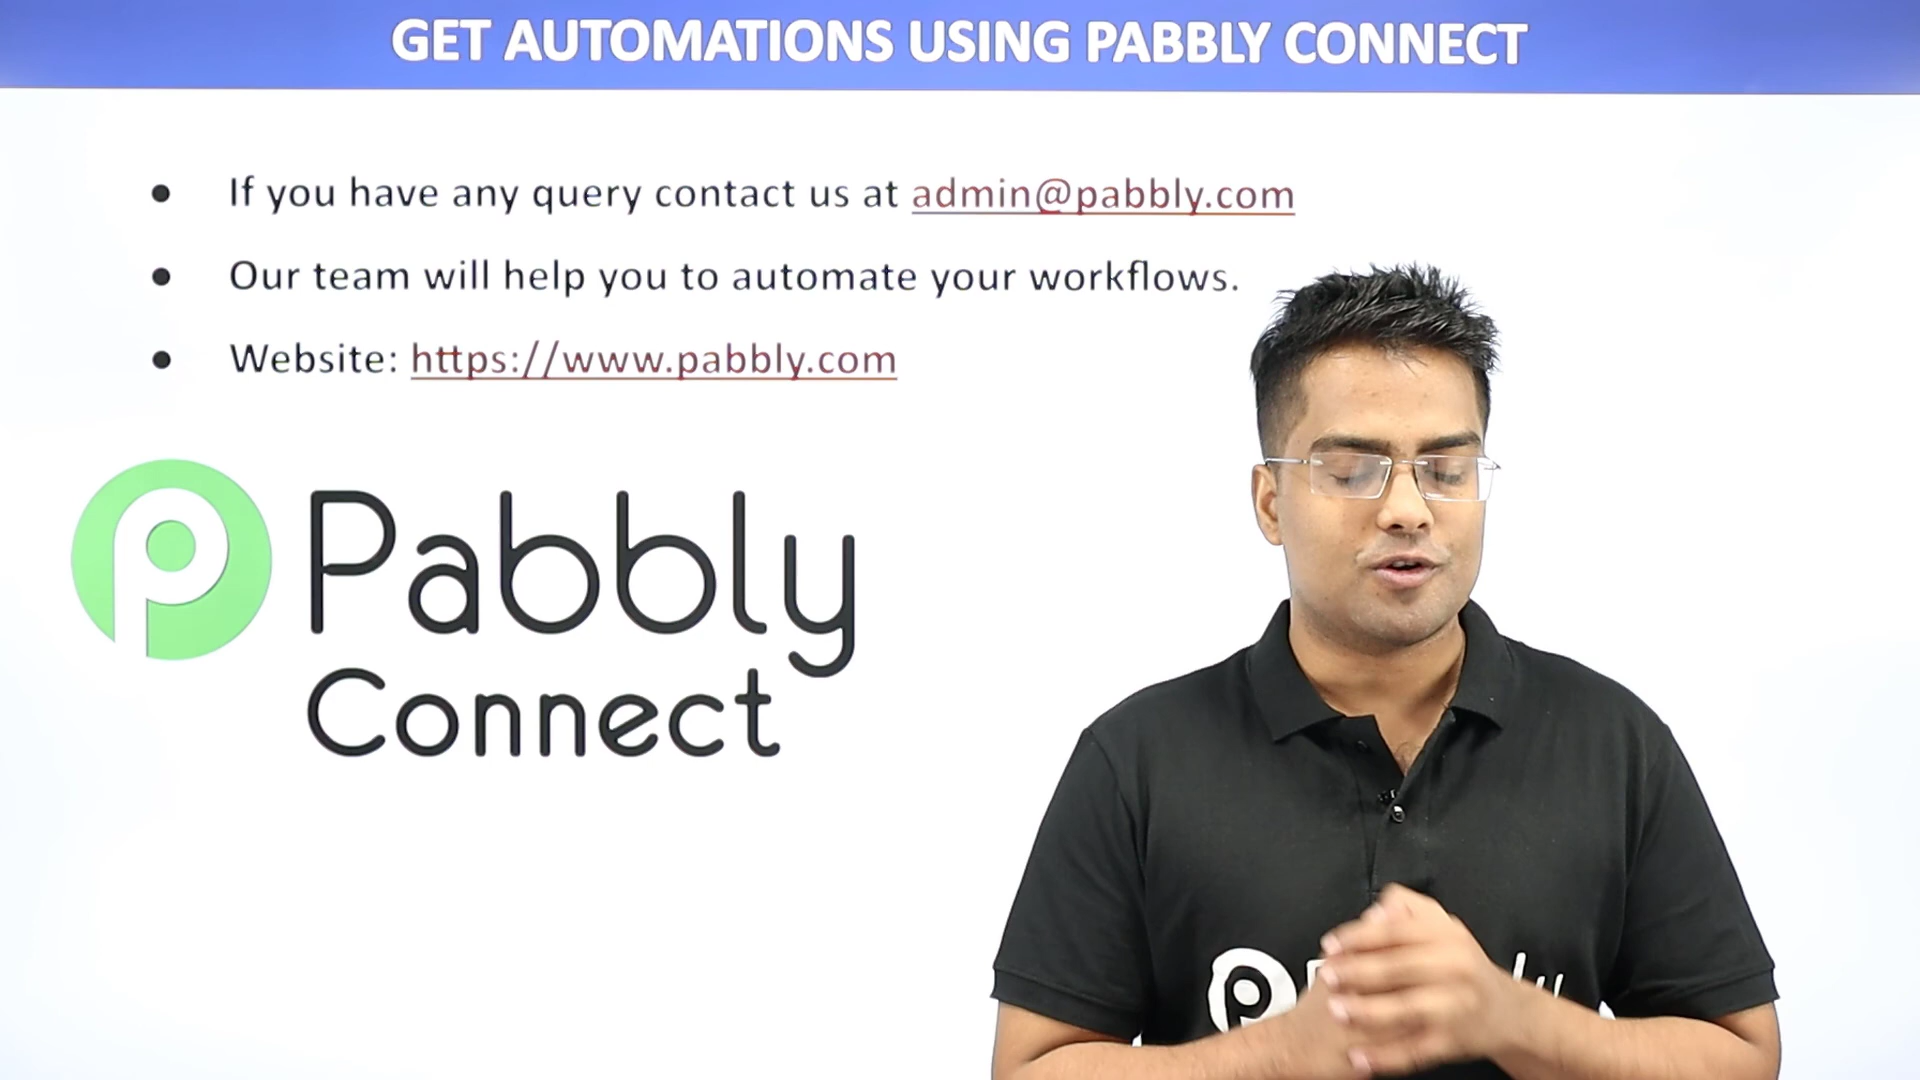 GET AUTOMATIONS USING PABBLY CONNECT
● If you have any query contact us at admin@pabbly.com
● Our team will help you to automate your workflows.
● Website: https://www.pabbly.com
Pabbly
Connect